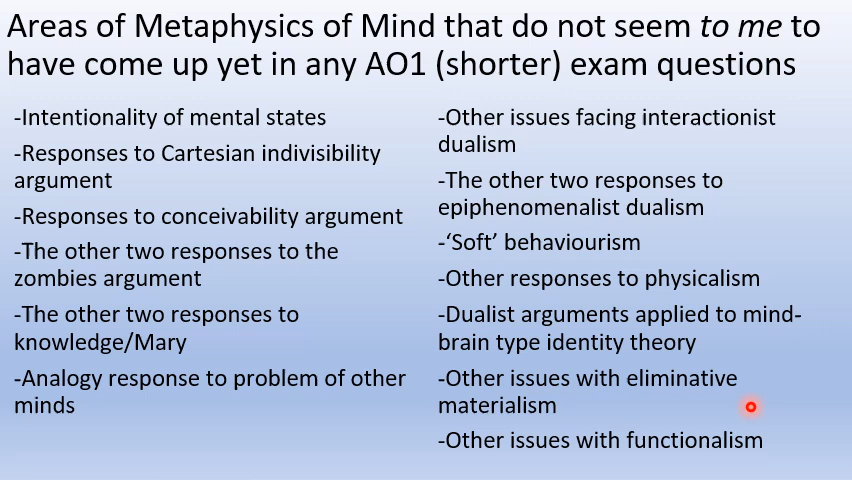 Areas of Metaphysics of Mind that do not seem to me to
have come up yet in any AO1 (shorter) exam questions
-Intentionality of mental states
-Responses to Cartesian indivisibility
argument
-Responses to conceivability argument
-The other two responses to the
zombies argument
-The other two responses to
knowledge/Mary
-Analogy response to problem of other
minds
-Other issues facing interactionist
dualism
-The other two responses to
epiphenomenalist dualism
-‘Soft’ behaviourism
-Other responses to physicalism
-Dualist arguments applied to mind-
brain type identity theory
-Other issues with eliminative
materialism
-Other issues with functionalism